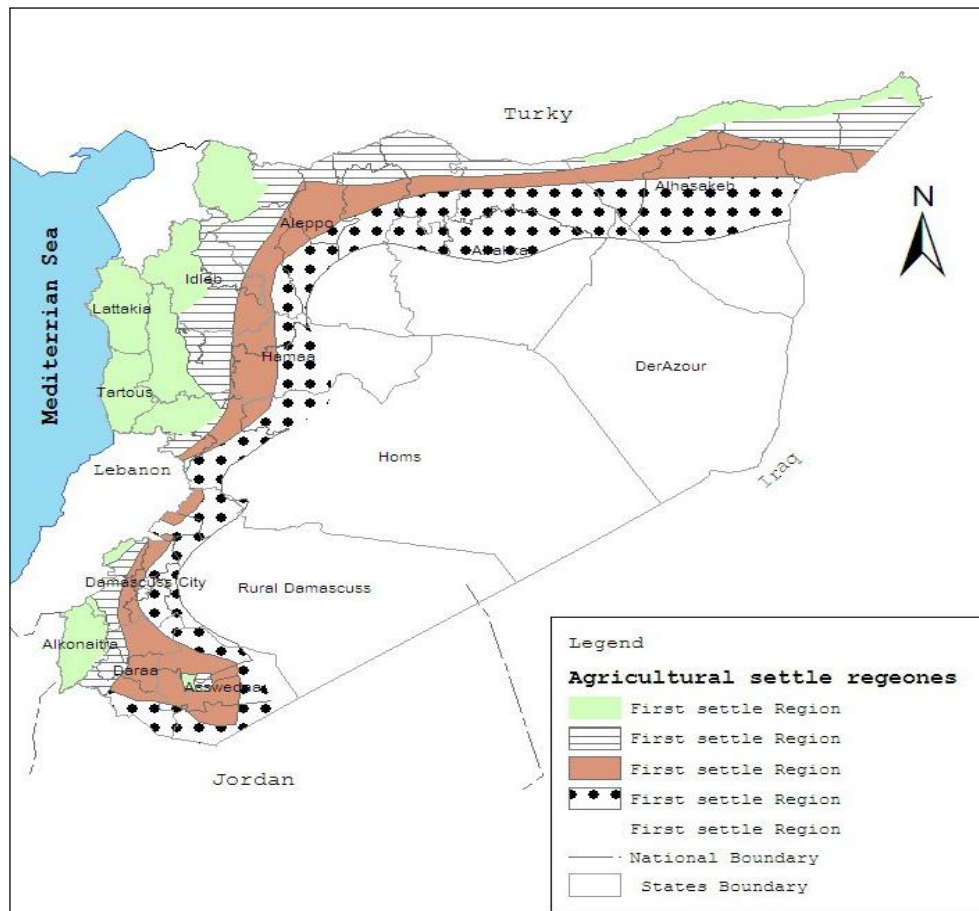 Turky
N
Mediterrian Sea
Alhasakeh
Aleppo
Idleb
Lattakia
Hamaa
DerAzour
Tartous
Homs
Lebanon
Iraq
Damascuss City
Rural Damascuss
Alkonaitra
Daraa
Jordan
Legend
Agricultural settle regeones
First settle Region
First settle Region
First settle Region
First settle Region
First settle Region
National Boundary
States Boundary